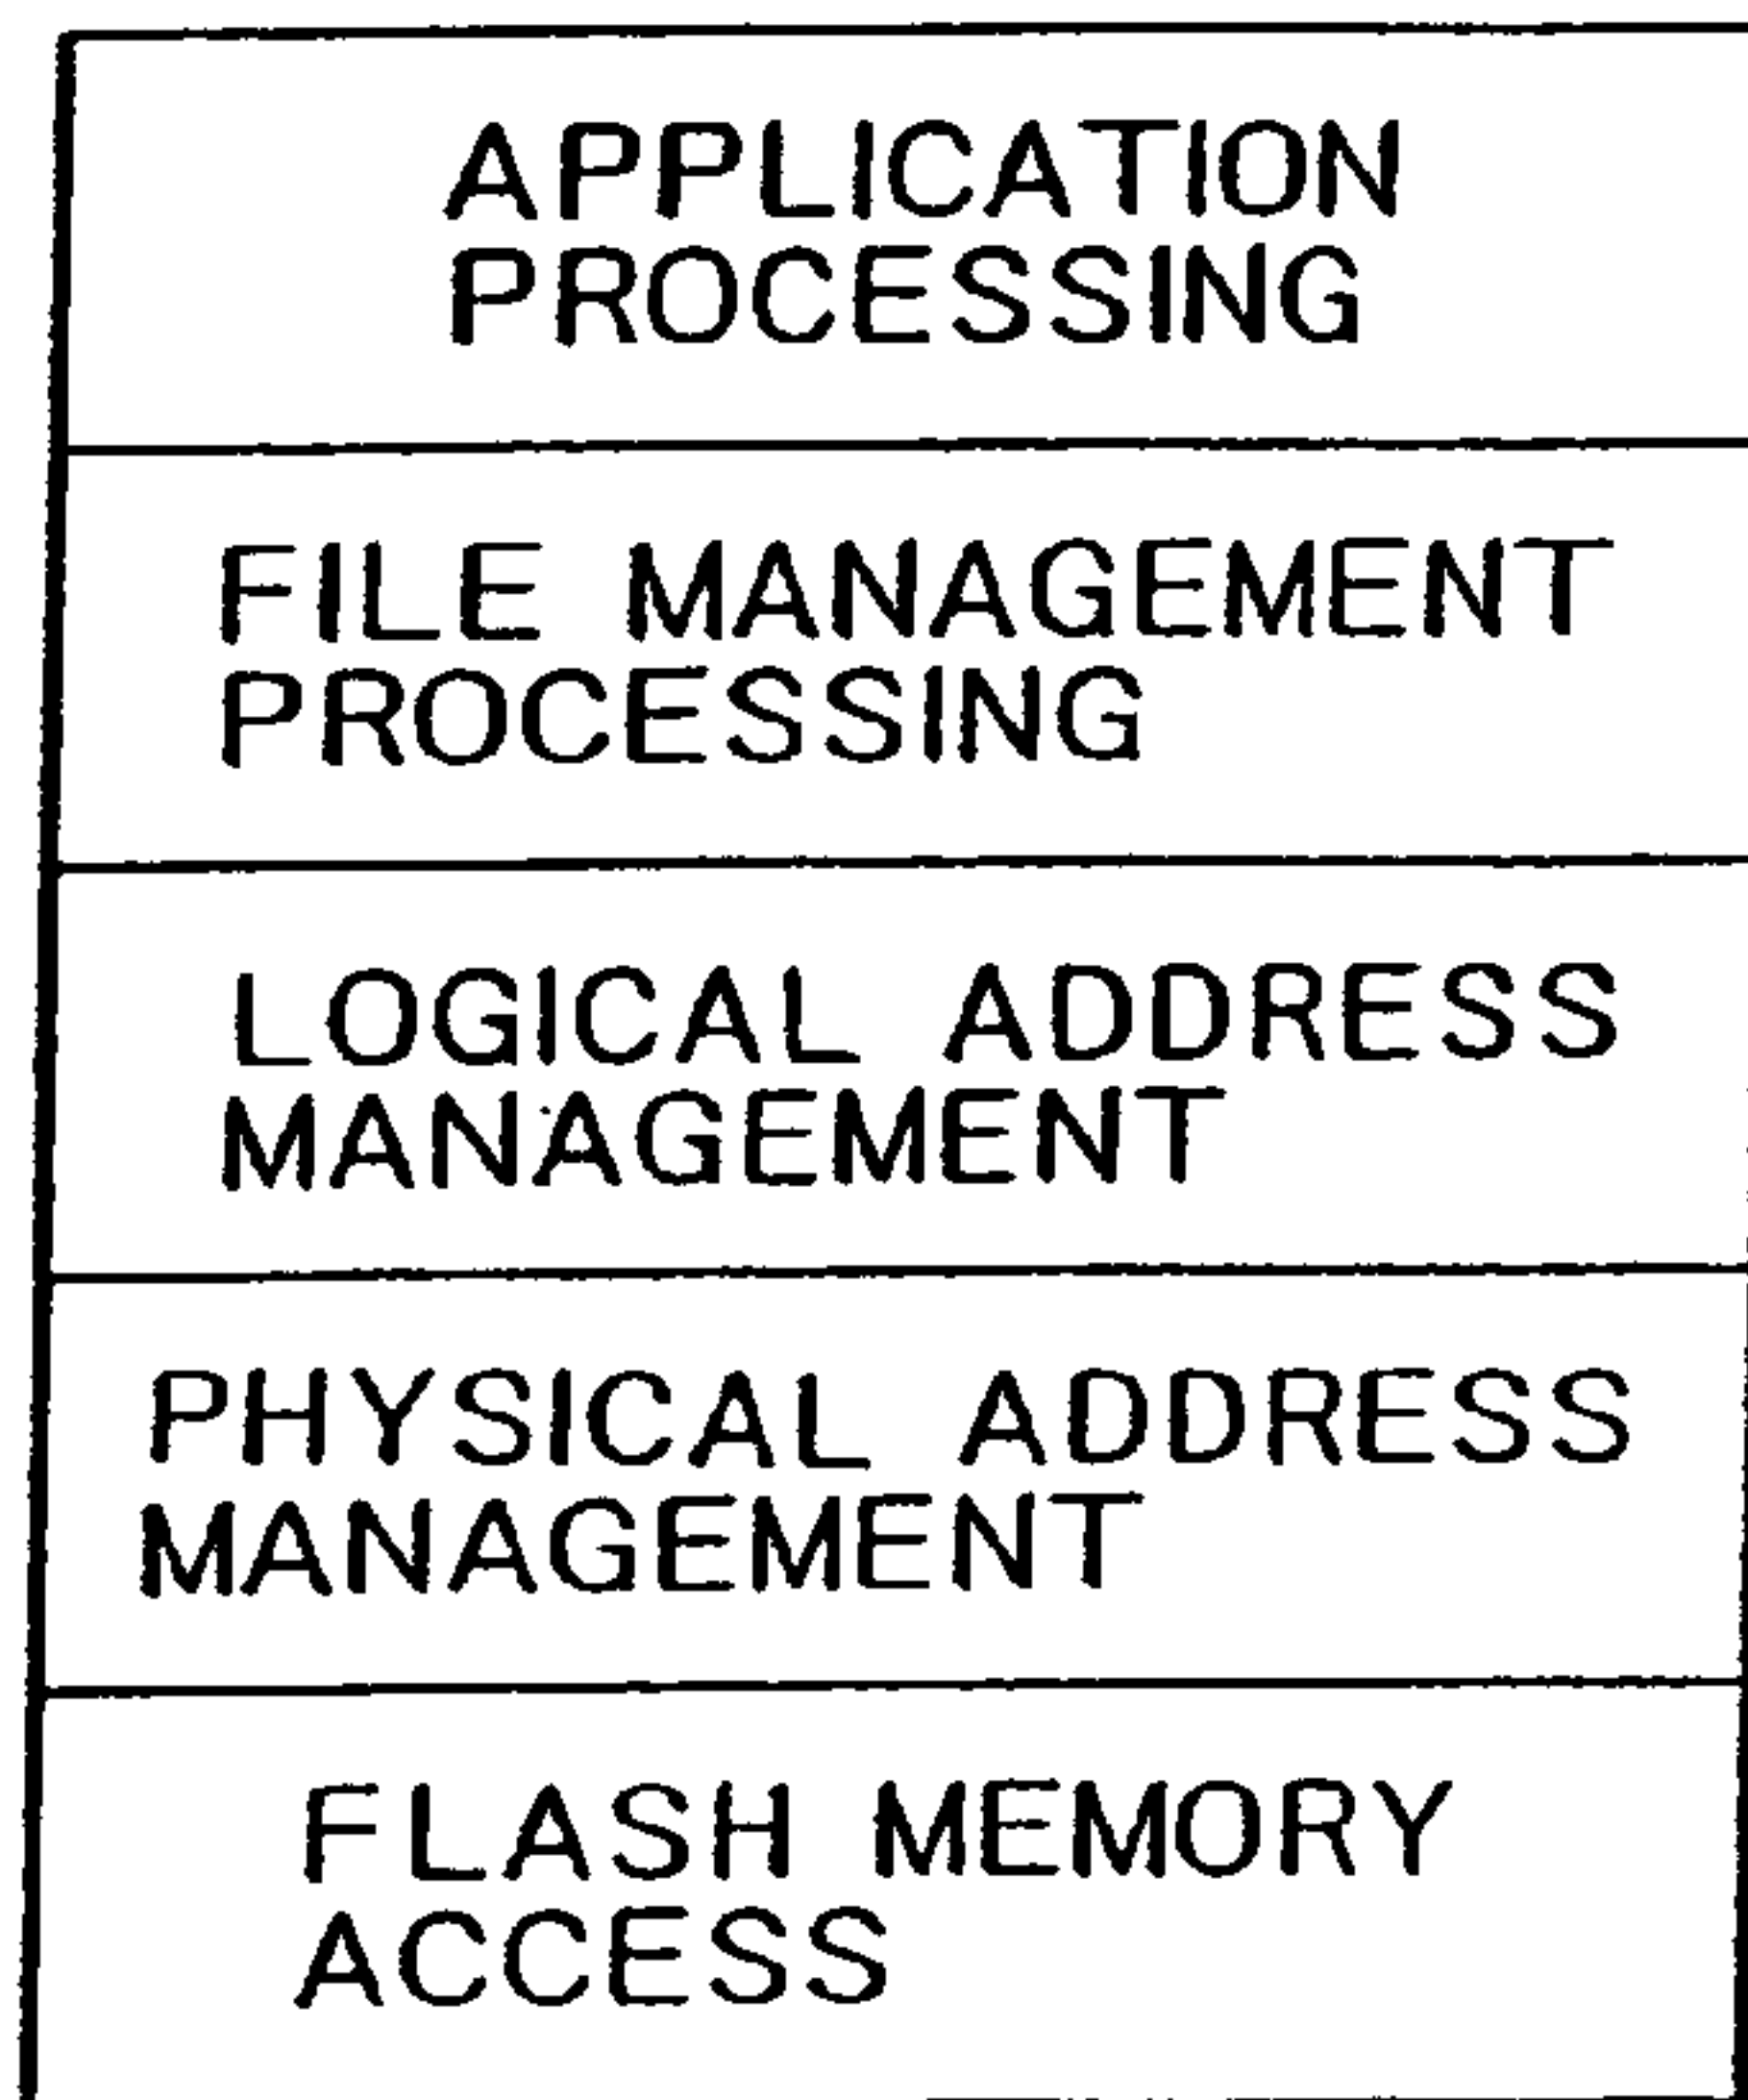 APPLICATION
PROCESSING
FILE MANAGEMENT
PROCESSING
LOGICAL ADDRESS
MANAGEMENT
PHYSICAL ADDRESS
MANAGEMENT
FLASH MEMORY
ACCESS